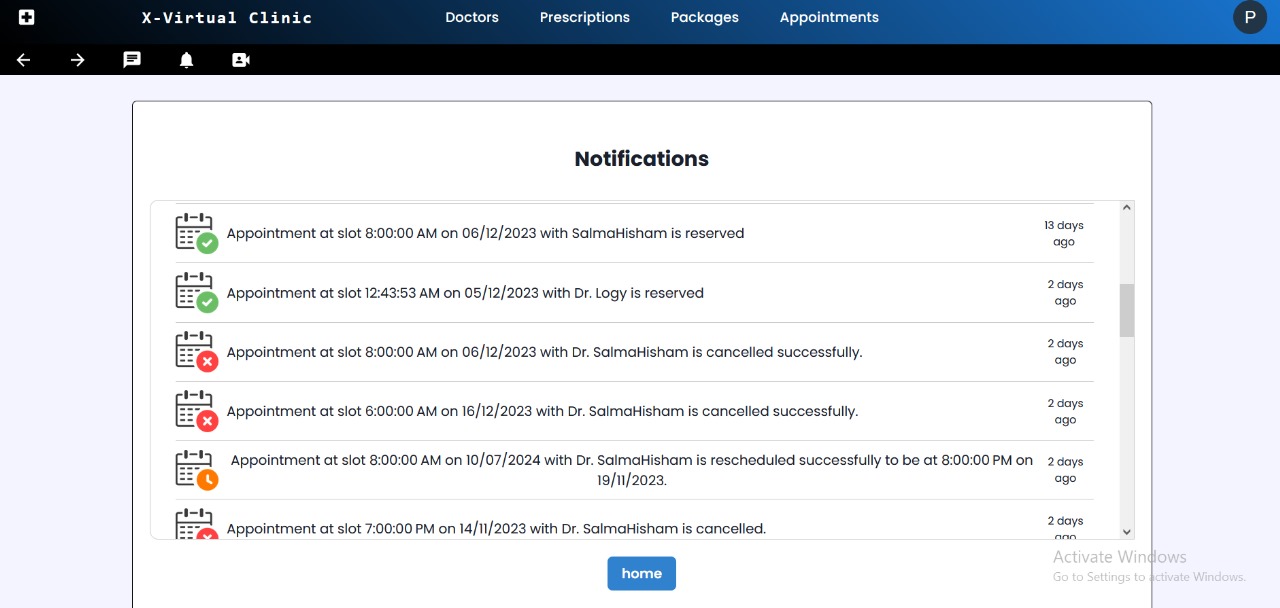 X-Virtual Clinic
Doctors
Prescriptions
Packages
Appointments
P
Notifications
Appointment at slot 8:00:00 AM on 06/12/2023 with SalmaHisham is reserved
13 days
ago
Appointment at slot 12:43:53 AM on 05/12/2023 with Dr. Logy is reserved
2 days
ago
Appointment at slot 8:00:00 AM on 06/12/2023 with Dr. SalmaHisham is cancelled successfully.
2 days
ago
Appointment at slot 6:00:00 AM on 16/12/2023 with Dr. SalmaHisham is cancelled successfully.
2 days
ago
Appointment at slot 8:00:00 AM on 10/07/2024 with Dr. SalmaHisham is rescheduled successfully to be at 8:00:00 PM on
19/11/2023.
2 days
ago
Appointment at slot 7:00:00 PM on 14/11/2023 with Dr. SalmaHisham is cancelled.
2 days
ago
home
Activate Windows
Go to Settings to activate Windows.